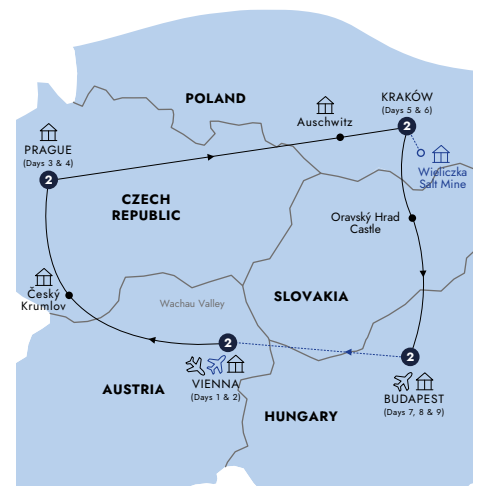 POLAND
KRAKÓW
(Days 5 & 6)
2
Auschwitz
Wieliczka
Salt Mine
PRAGUE
(Days 3 & 4)
2
CZECH
REPUBLIC
Oravský Hrad
Castle
Český
Krumlov
Wachau Valley
SLOVAKIA
2
VIENNA
(Days 1 & 2)
2
BUDAPEST
(Days 7, 8 & 9)
AUSTRIA
HUNGARY